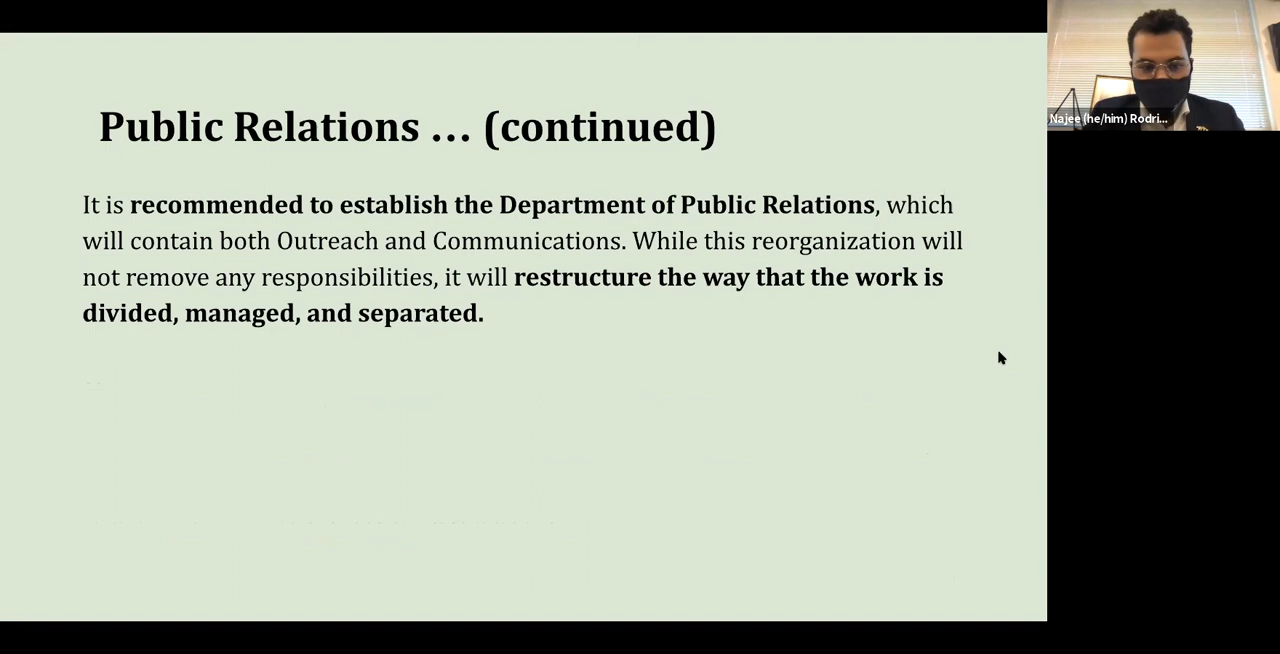 Public Relations … (continued)
It is recommended to establish the Department of Public Relations, which
will contain both Outreach and Communications. While this reorganization will
not remove any responsibilities, it will restructure the way that the work is
divided, managed, and separated.
Najee (he/him) Rodri...